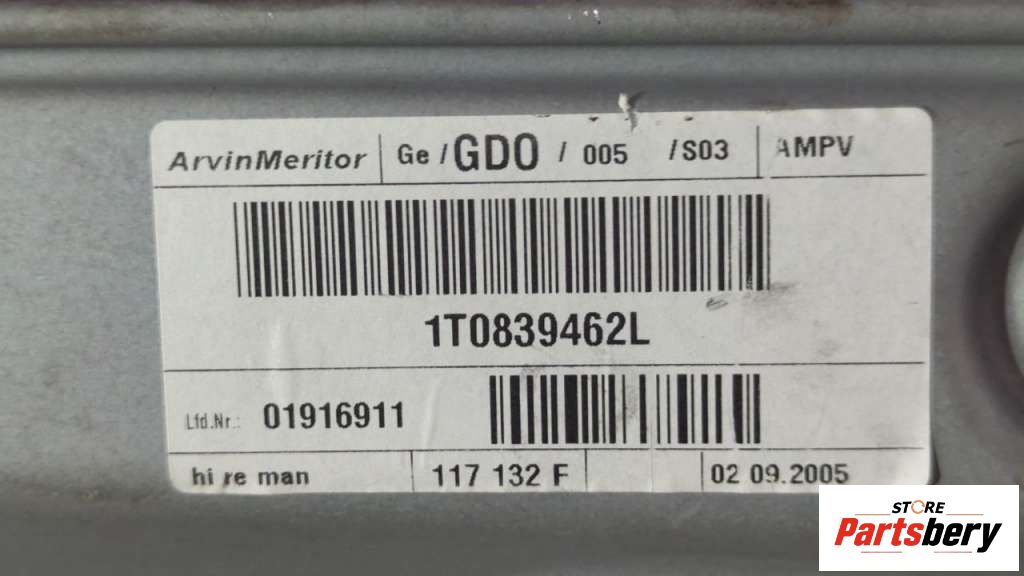 ArvinMeritor Ge / GDO / 005 /S03 AMPV
1T0839462L
Lfd.Nr.: 01916911
hi re man 117 132 F 02 09.2005
STORE
Partsbery